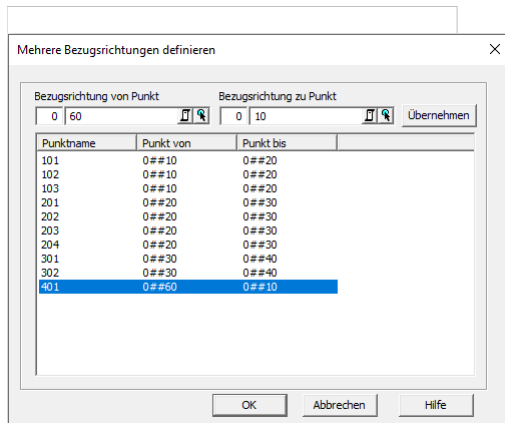 Mehrere Bezugsrichtungen definieren
Bezugsrichtung von Punkt Bezugsrichtung zu Punkt
0 60 0 10 Übernehmen
Punktname Punkt von Punkt bis
101 0##10 0##20
102 0##10 0##20
103 0##10 0##20
201 0##20 0##30
202 0##20 0##30
203 0##20 0##30
204 0##20 0##30
301 0##30 0##40
302 0##30 0##40
401 0##60 0##10
OK Abbrechen Hilfe